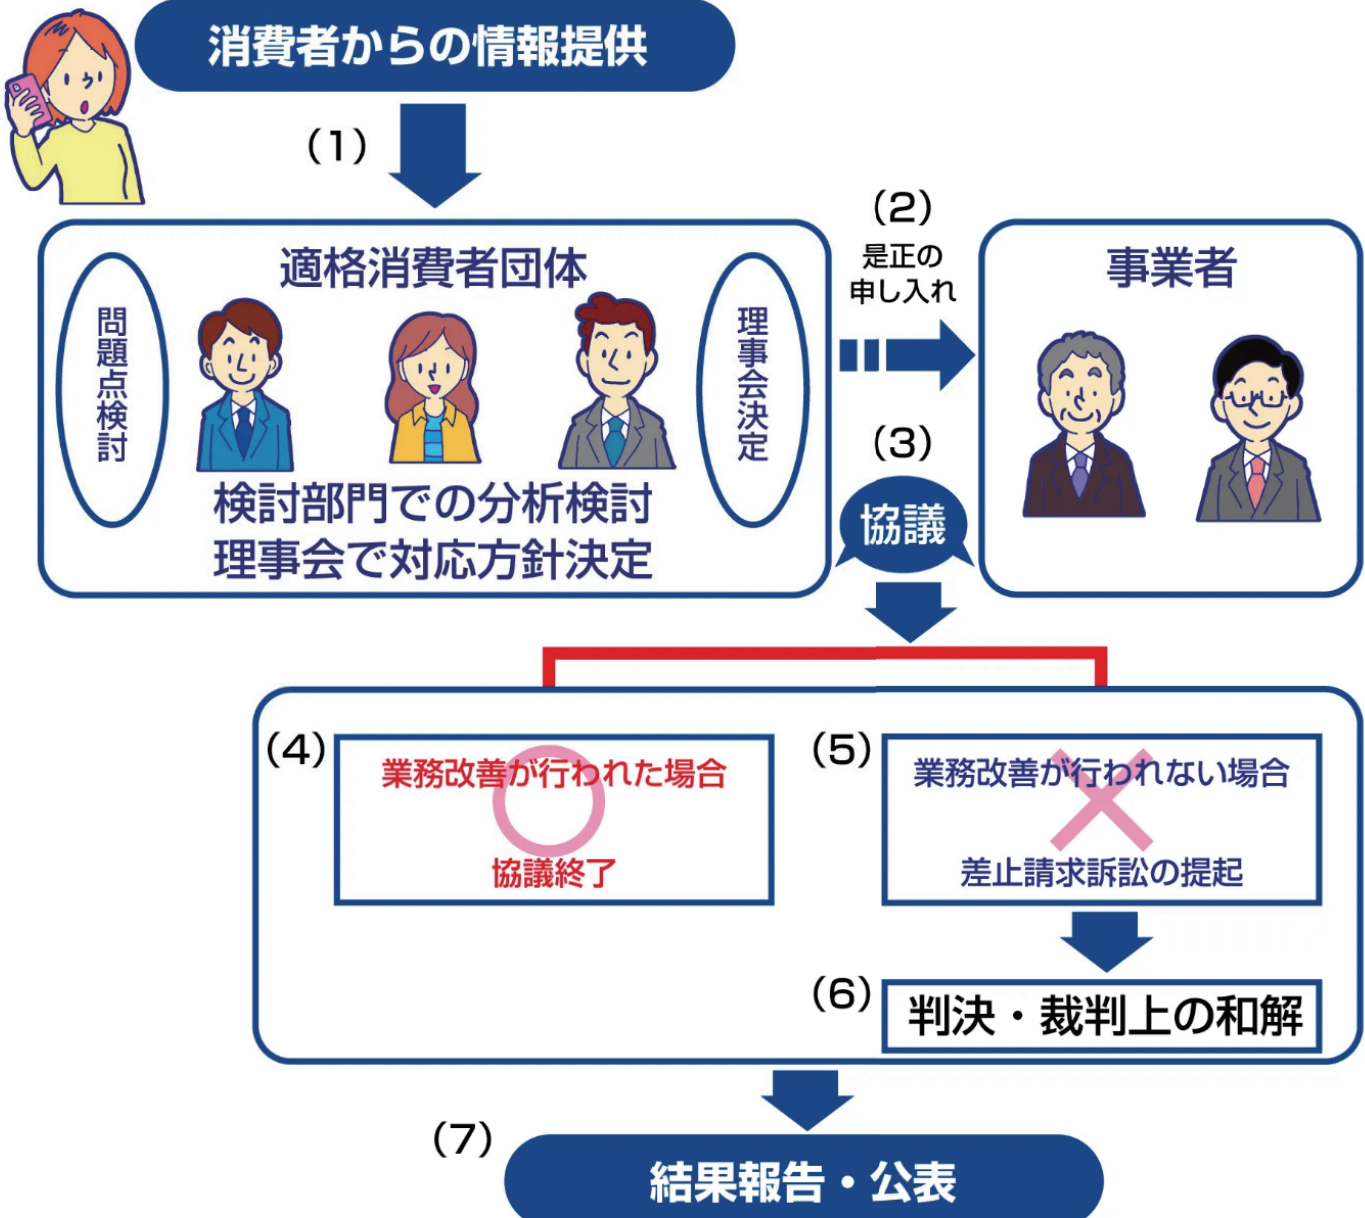 消費者からの情報提供
(1)
適格消費者団体
問題点検討
理事会決定
検討部門での分析検討
理事会で対応方針決定
(2)
是正の
申し入れ
(3)
協議
事業者
(4)
業務改善が行われた場合
協議終了
(5)
業務改善が行われない場合
差止請求訴訟の提起
(6)
判決・裁判上の和解
(7)
結果報告・公表